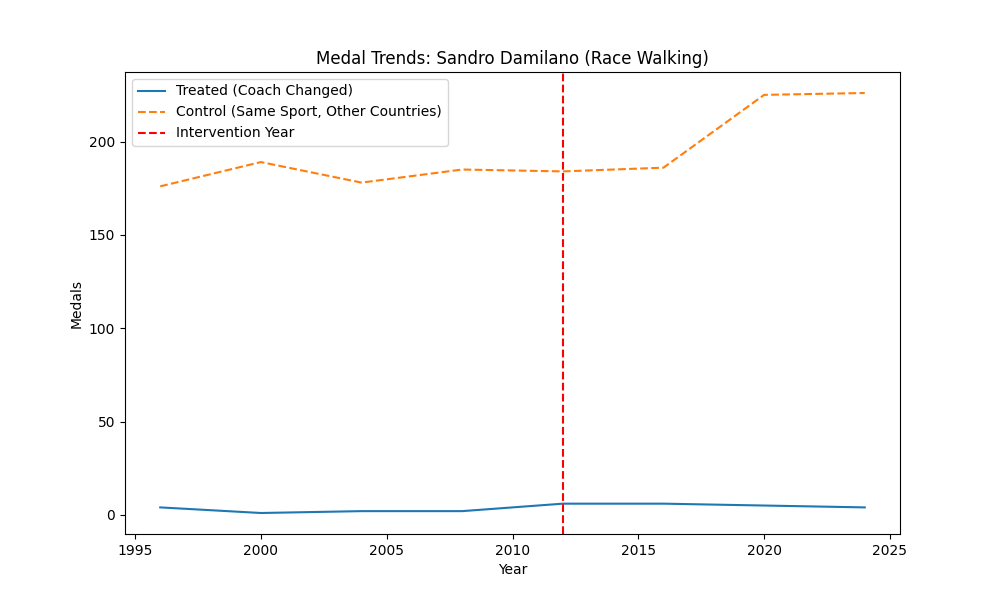 Medal Trends: Sandro Damilano (Race Walking)
Treated (Coach Changed)
Control (Same Sport, Other Countries)
Intervention Year
Medals
200
150
100
50
0
1995 2000 2005 2010 2015 2020 2025
Year